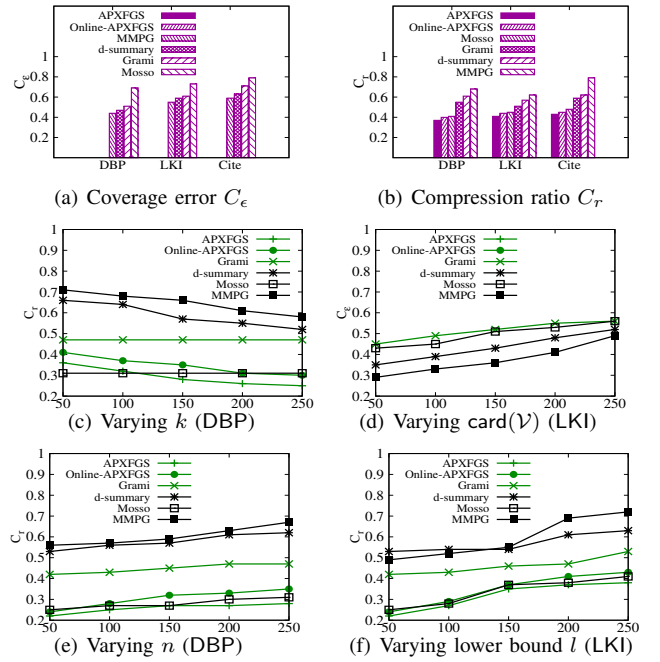 APXFGS
Online-APXFGS
MMPG
d-summary
Grami
Mosso
C_ε
1
0.8
0.6
0.4
0.2
DBP LKI Cite
(a) Coverage error C_ϵ
APXFGS
Online-APXFGS
Mosso
Grami
d-summary
MMPG
C_r
1
0.8
0.6
0.4
0.2
DBP LKI Cite
(b) Compression ratio C_r
APXFGS
Online-APXFGS
Grami
d-summary
Mosso
MMPG
C_r
1
0.9
0.8
0.7
0.6
0.5
0.4
0.3
0.2
50 100 150 200 250
(c) Varying k (DBP)
APXFGS
Online-APXFGS
Grami
d-summary
Mosso
MMPG
C_ε
1
0.9
0.8
0.7
0.6
0.5
0.4
0.3
0.2
50 100 150 200 250
(d) Varying card(𝒱) (LKI)
APXFGS
Online-APXFGS
Grami
d-summary
Mosso
MMPG
C_r
1
0.9
0.8
0.7
0.6
0.5
0.4
0.3
0.2
50 100 150 200 250
(e) Varying n (DBP)
APXFGS
Online-APXFGS
Grami
d-summary
Mosso
MMPG
C_r
1
0.9
0.8
0.7
0.6
0.5
0.4
0.3
0.2
50 100 150 200 250
(f) Varying lower bound l (LKI)